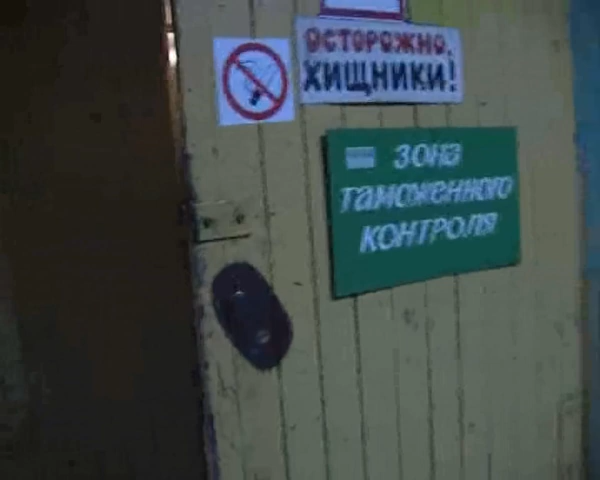 ОСТОРОЖНО,
ХИЩНИКИ!
ЗОНА
ТАМОЖЕННОГО
КОНТРОЛЯ